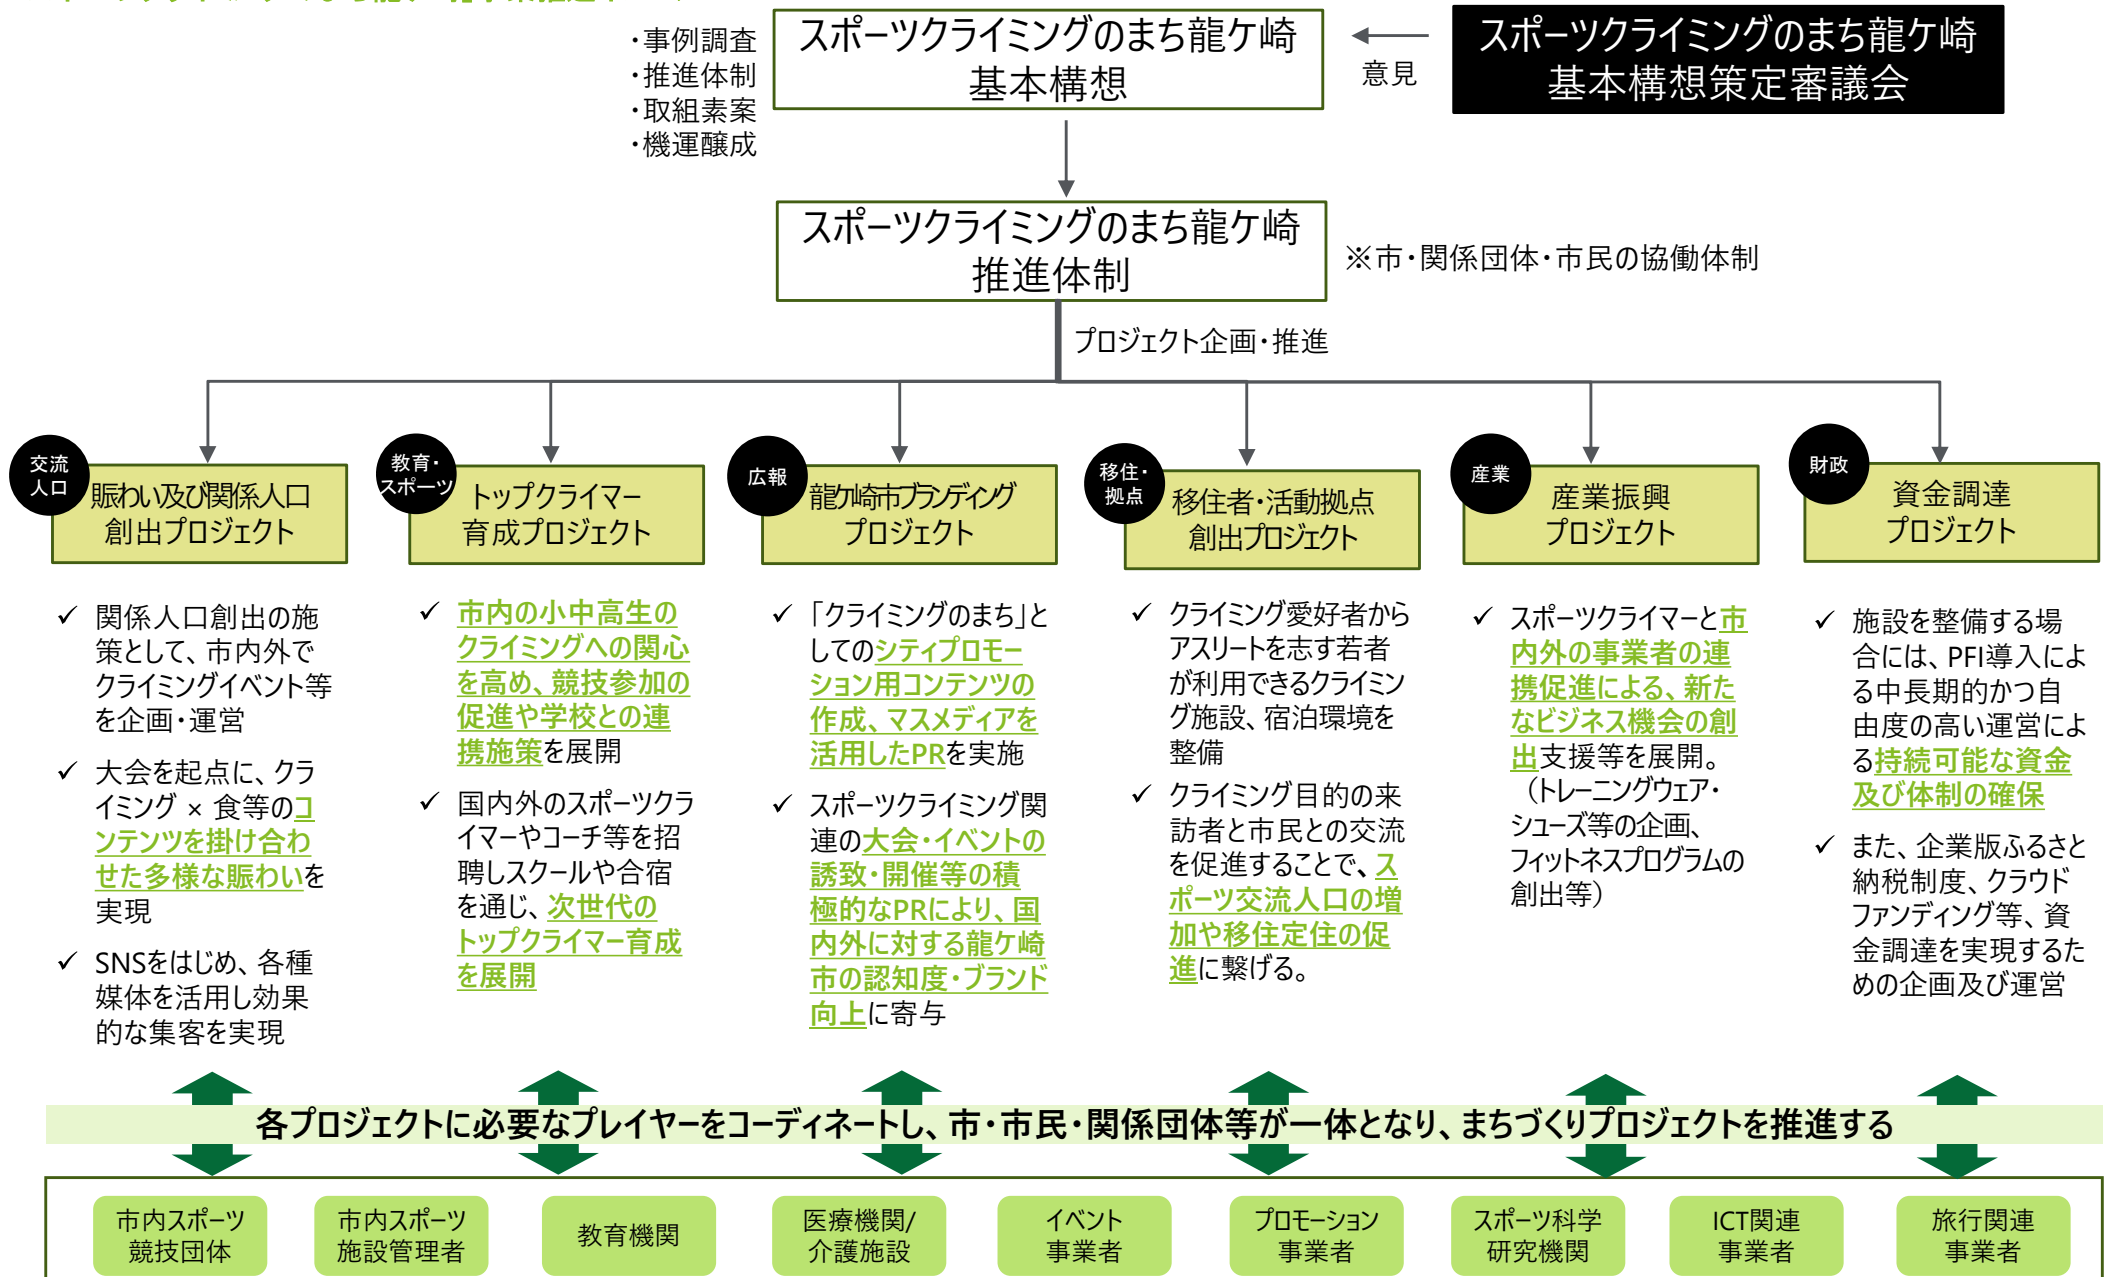 ・事例調査
・推進体制
・取組素案
・機運醸成
スポーツクライミングのまち龍ケ崎
基本構想
意見
スポーツクライミングのまち龍ケ崎
基本構想策定審議会
スポーツクライミングのまち龍ケ崎
推進体制
※市・関係団体・市民の協働体制
プロジェクト企画・推進
交流
人口
賑わい及び関係人口
創出プロジェクト
✓ 関係人口創出の施
策として、市内外で
クライミングイベント等
を企画・運営
✓ 大会を起点に、クラ
イミング × 食等のコ
ンテンツを掛け合わ
せた多様な賑わいを
実現
✓ SNSをはじめ、各種
媒体を活用し効果
的な集客を実現
教育・
スポーツ
トップクライマー
育成プロジェクト
✓ 市内の小中高生の
クライミングへの関心
を高め、競技参加の
促進や学校との連
携施策を展開
✓ 国内外のスポーツクラ
イマーやコーチ等を招
聘しスクールや合宿
を通じ、次世代の
トップクライマー育成
を展開
広報
龍ケ崎市ブランディング
プロジェクト
✓ 「クライミングのまち」と
してのシティプロモー
ション用コンテンツの
作成、マスメディアを
活用したPRを実施
✓ スポーツクライミング関
連の大会・イベントの
誘致・開催等の積
極的なPRにより、国
内外に対する龍ケ崎
市の認知度・ブランド
向上に寄与
移住・
拠点
移住者・活動拠点
創出プロジェクト
✓ クライミング愛好者から
アスリートを志す若者
が利用できるクライミン
グ施設、宿泊環境を
整備
✓ クライミング目的の来
訪者と市民との交流
を促進することで、ス
ポーツ交流人口の増
加や移住定住の促
進に繋げる。
産業
産業振興
プロジェクト
✓ スポーツクライマーと市
内外の事業者の連
携促進による、新た
なビジネス機会の創
出支援等を展開。
（トレーニングウェア・
シューズ等の企画、
フィットネスプログラムの
創出等）
財政
資金調達
プロジェクト
✓ 施設を整備する場
合には、PFI導入によ
る中長期的かつ自
由度の高い運営によ
る持続可能な資金
及び体制の確保
✓ また、企業版ふるさと
納税制度、クラウド
ファンディング等、資
金調達を実現するた
めの企画及び運営
各プロジェクトに必要なプレイヤーをコーディネートし、市・市民・関係団体等が一体となり、まちづくりプロジェクトを推進する
市内スポーツ
競技団体
市内スポーツ
施設管理者
教育機関
医療機関/
介護施設
イベント
事業者
プロモーション
事業者
スポーツ科学
研究機関
ICT関連
事業者
旅行関連
事業者